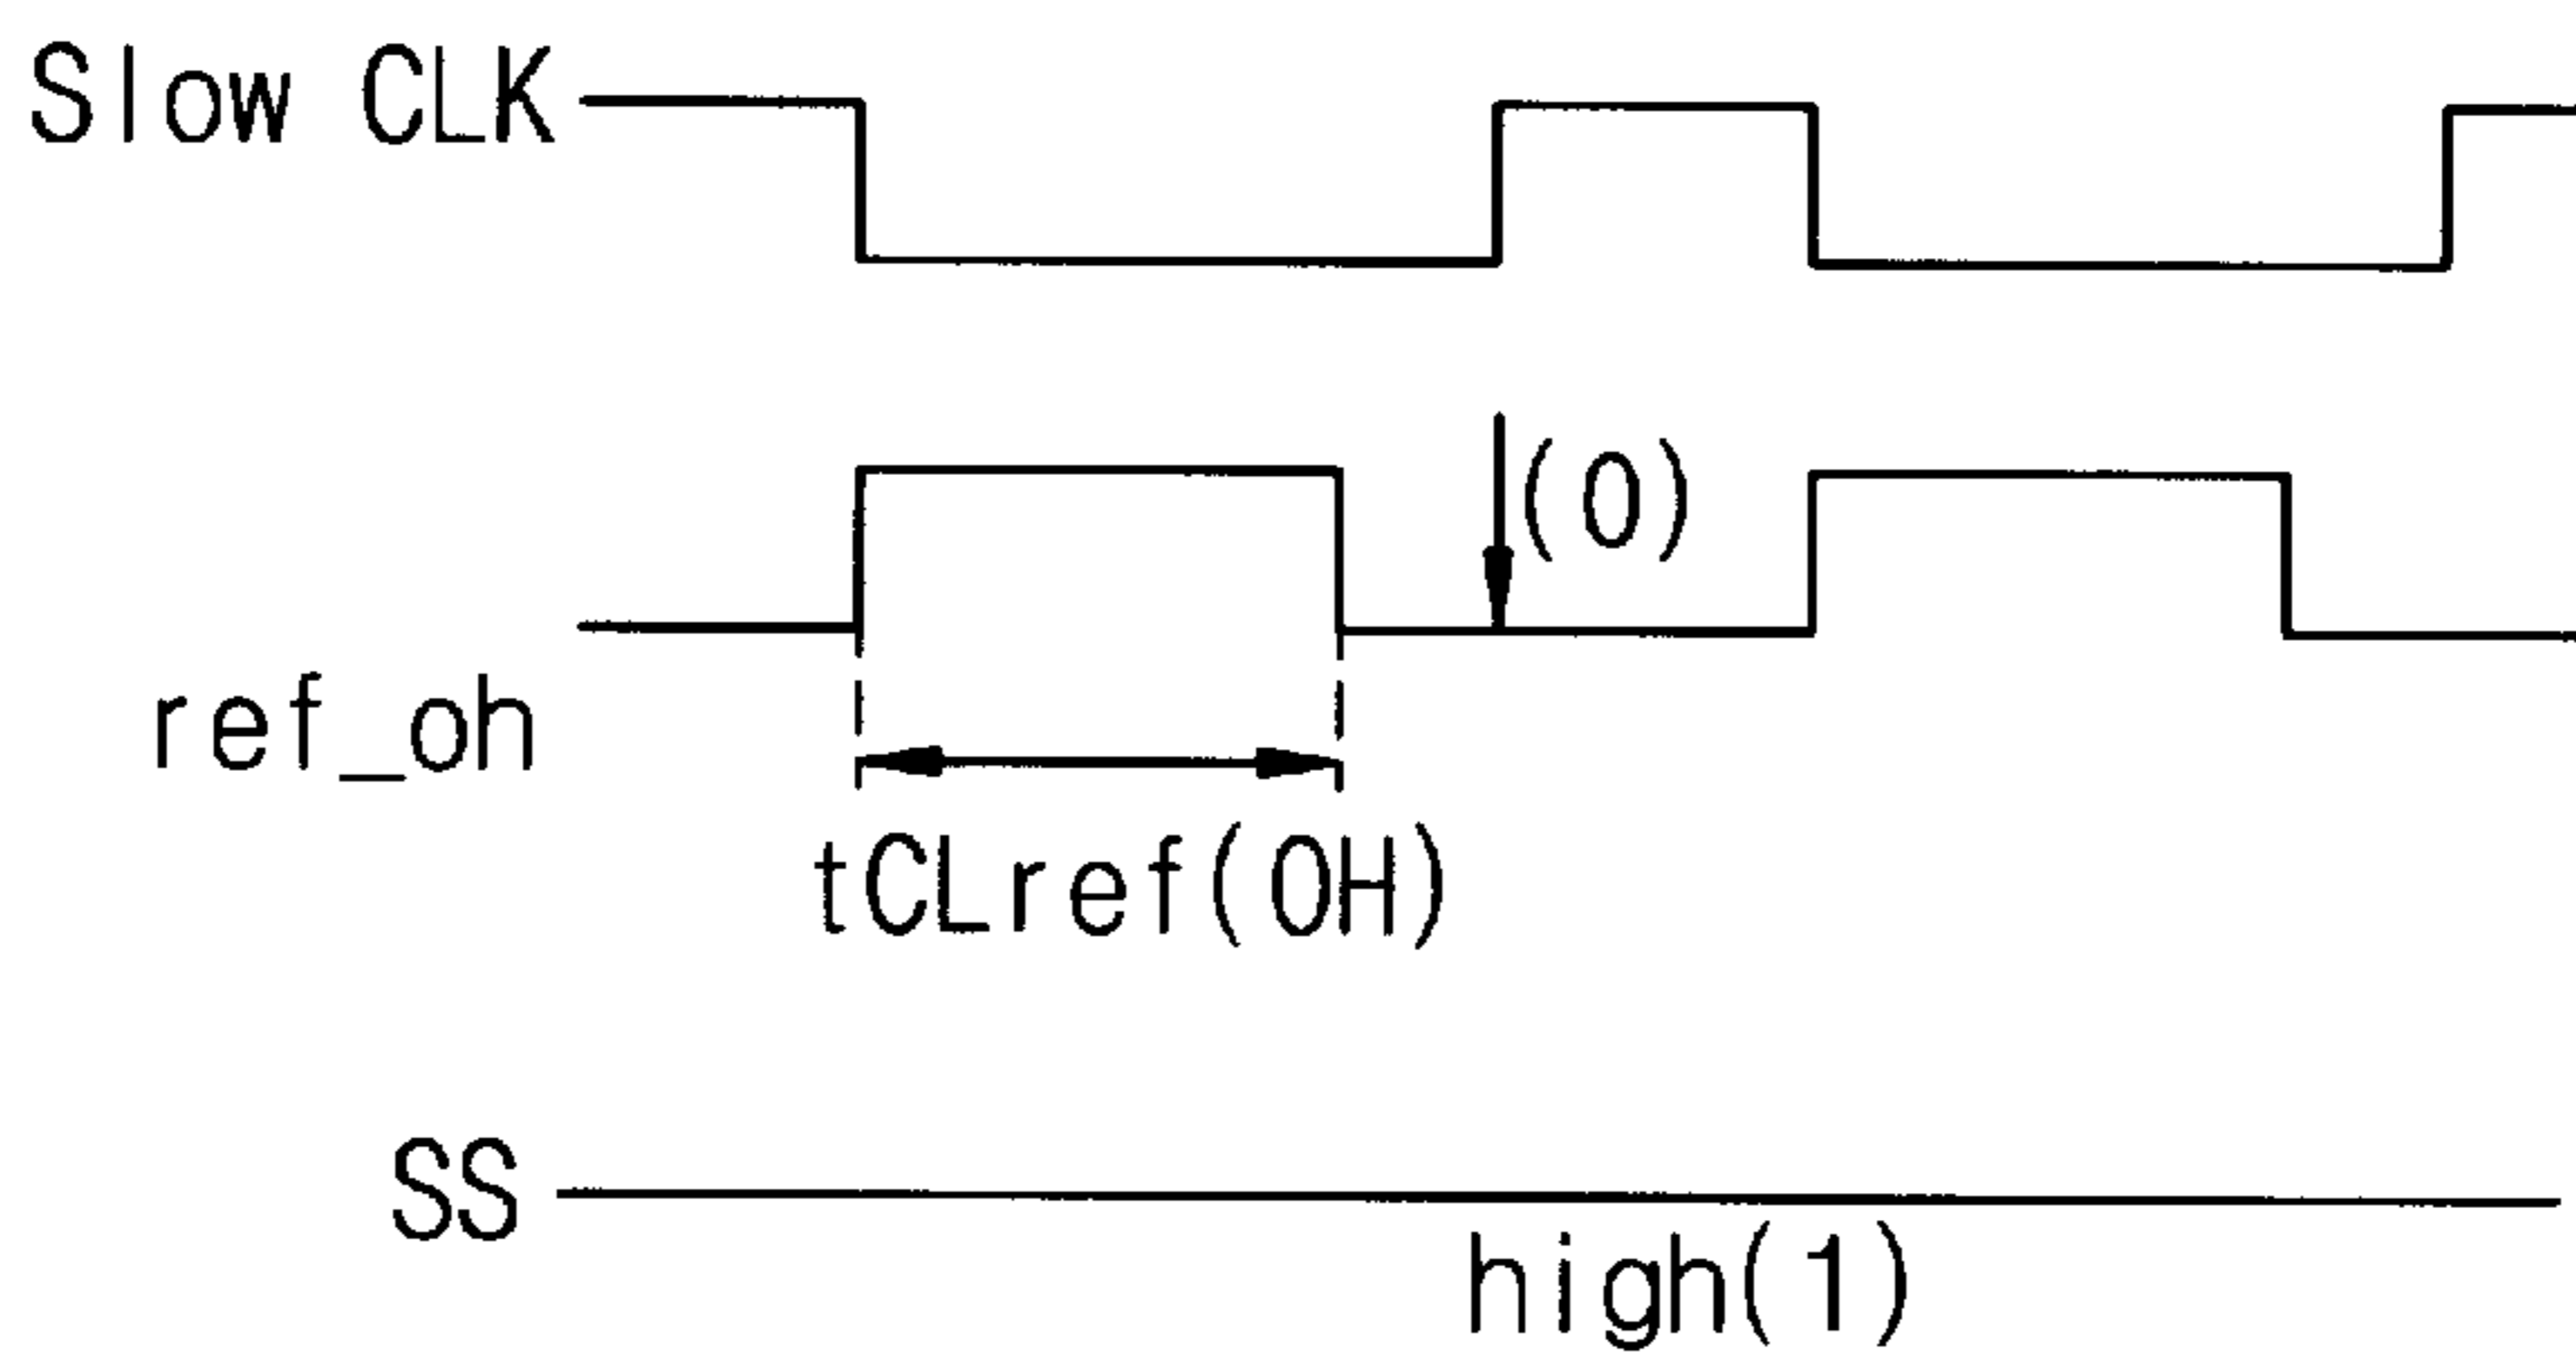 Slow CLK
(0)
ref_oh
tCLref(OH)
SS
high(1)